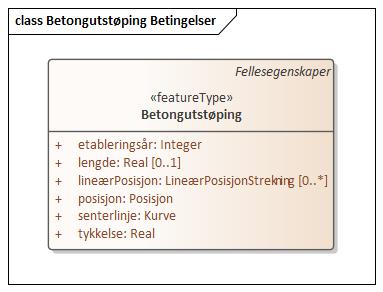 class Betongutstøping Betingelser
Fellesegenskaper
«featureType»
Betongutstøping
+ etableringsår: Integer
+ lengde: Real [0..1]
+ lineærPosisjon: LineærPosisjonStrekning [0..*]
+ posisjon: Posisjon
+ senterlinje: Kurve
+ tykkelse: Real